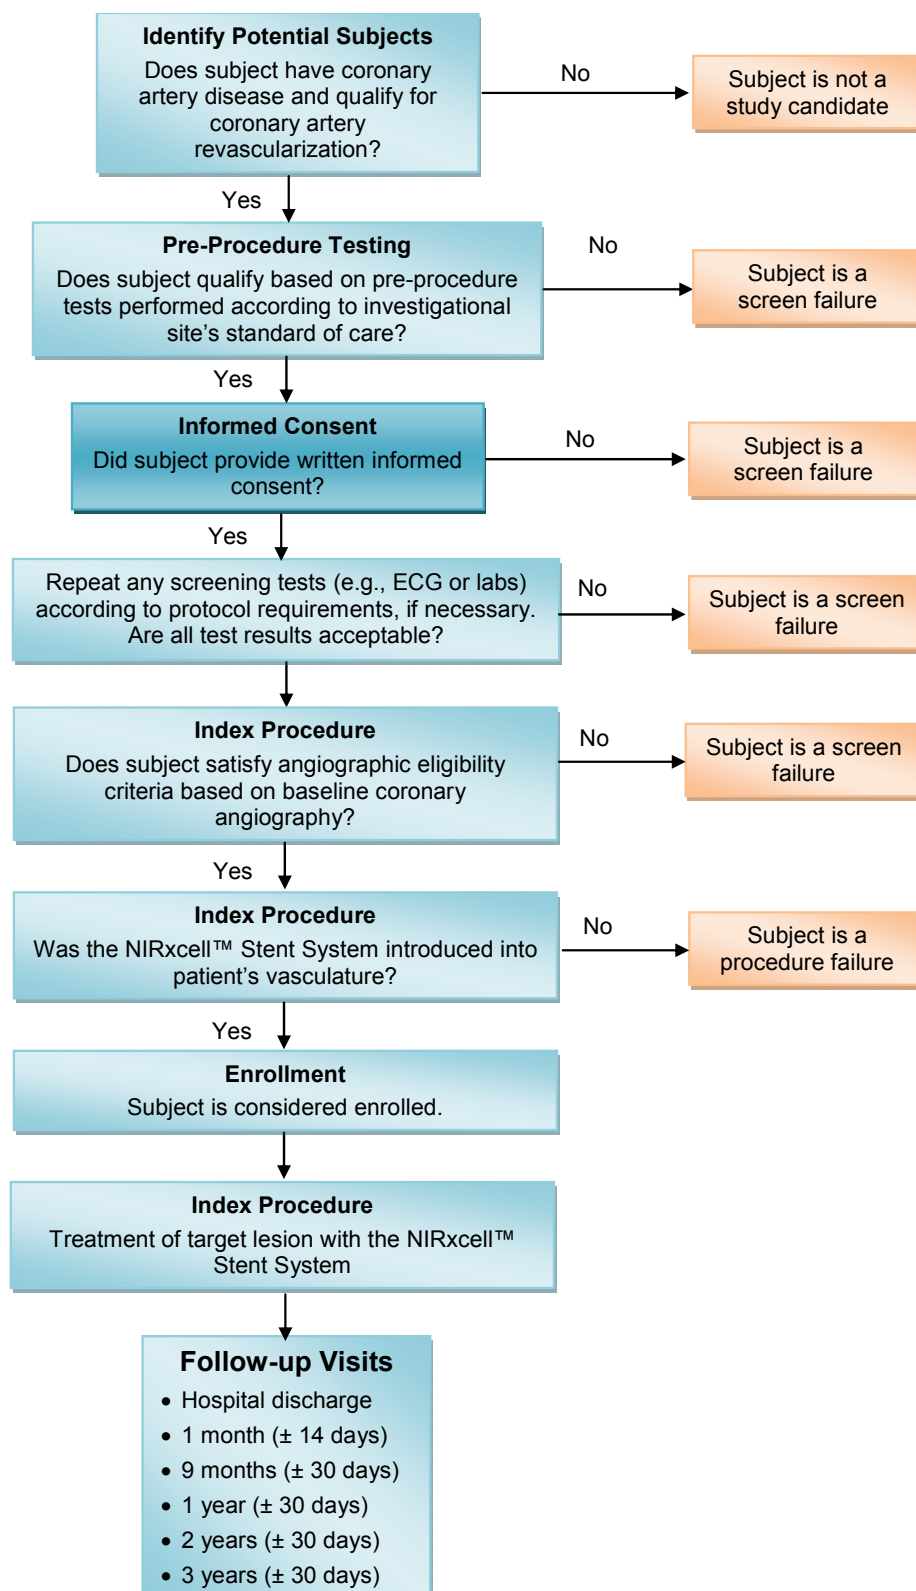 Identify Potential Subjects
Does subject have coronary
artery disease and qualify for
coronary artery
revascularization?
No
Subject is not a
study candidate
Yes
Pre-Procedure Testing
Does subject qualify based on pre-procedure
tests performed according to investigational
site’s standard of care?
No
Subject is a
screen failure
Yes
Informed Consent
Did subject provide written informed
consent?
No
Subject is a
screen failure
Yes
Repeat any screening tests (e.g., ECG or labs)
according to protocol requirements, if necessary.
Are all test results acceptable?
No
Subject is a screen
failure
Index Procedure
Does subject satisfy angiographic eligibility
criteria based on baseline coronary
angiography?
No
Subject is a screen
failure
Yes
Index Procedure
Was the NIRxcell™ Stent System introduced into
patient’s vasculature?
No
Subject is a
procedure failure
Yes
Enrollment
Subject is considered enrolled.
Index Procedure
Treatment of target lesion with the NIRxcell™
Stent System
Follow-up Visits
• Hospital discharge
• 1 month (± 14 days)
• 9 months (± 30 days)
• 1 year (± 30 days)
• 2 years (± 30 days)
• 3 years (± 30 days)